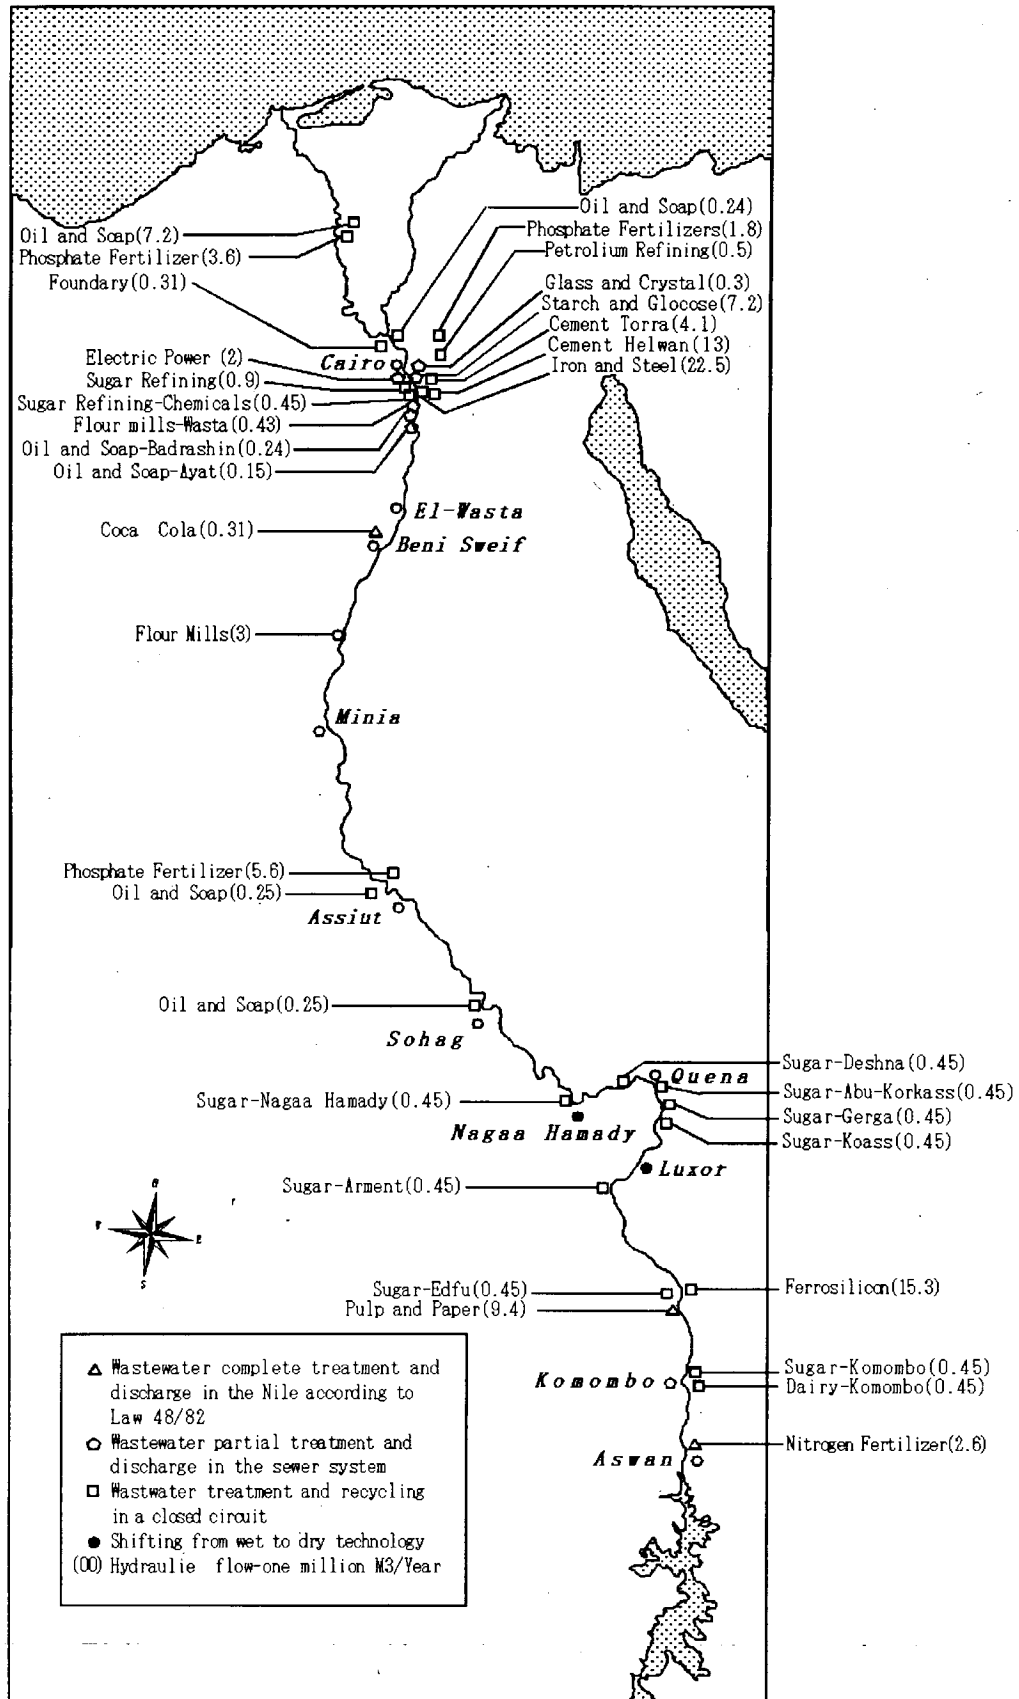 Oil and Soap(0.24)
Phosphate Fertilizers(1.8)
Oil and Soap(7.2)
Petrolium Refining(0.5)
Phosphate Fertilizer(3.6)
Foundary(0.31)
Glass and Crystal(0.3)
Starch and Glocose(7.2)
Cement Torra(4.1)
Cement Helwan(13)
Electric Power (2)
Cairo
Iron and Steel(22.5)
Sugar Refining(0.9)
Sugar Refining-Chemicals(0.45)
Flour mills-Wasta(0.43)
Oil and Soap-Badrashin(0.24)
Oil and Soap-Ayat(0.15)
El-Wasta
Coca Cola(0.31)
Beni Sweif
Flour Mills(3)
Minia
Phosphate Fertilizer(5.6)
Oil and Soap(0.25)
Assiut
Oil and Soap(0.25)
Sohag
Sugar-Deshna(0.45)
Quena
Sugar-Abu-Korkass(0.45)
Sugar-Nagaa Hamady(0.45)
Sugar-Gerga(0.45)
Nagaa Hamady
Sugar-Koass(0.45)
Luxor
Sugar-Arment(0.45)
N
E
S
Sugar-Edfu(0.45)
Ferrosilicon(15.3)
Pulp and Paper(9.4)
Sugar-Komombo(0.45)
Komombo
Dairy-Komombo(0.45)
Nitrogen Fertilizer(2.6)
Aswan
Wastewater complete treatment and
discharge in the Nile according to
Law 48/82
Wastewater partial treatment and
discharge in the sewer system
Wastwater treatment and recycling
in a closed circuit
Shifting from wet to dry technology
(00) Hydraulie flow-one million M3/Year